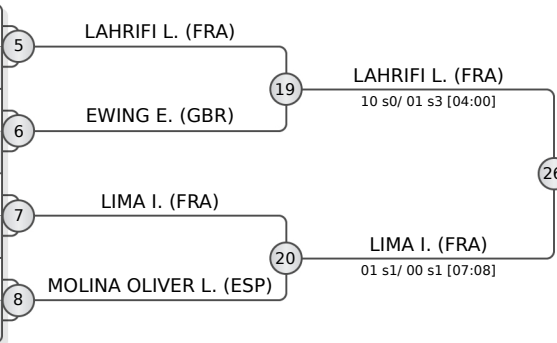 5
LAHRIFI L. (FRA)
19
LAHRIFI L. (FRA)
10 s0/ 01 s3 [04:00]
6
EWING E. (GBR)
26
7
LIMA I. (FRA)
20
LIMA I. (FRA)
01 s1/ 00 s1 [07:08]
8
MOLINA OLIVER L. (ESP)